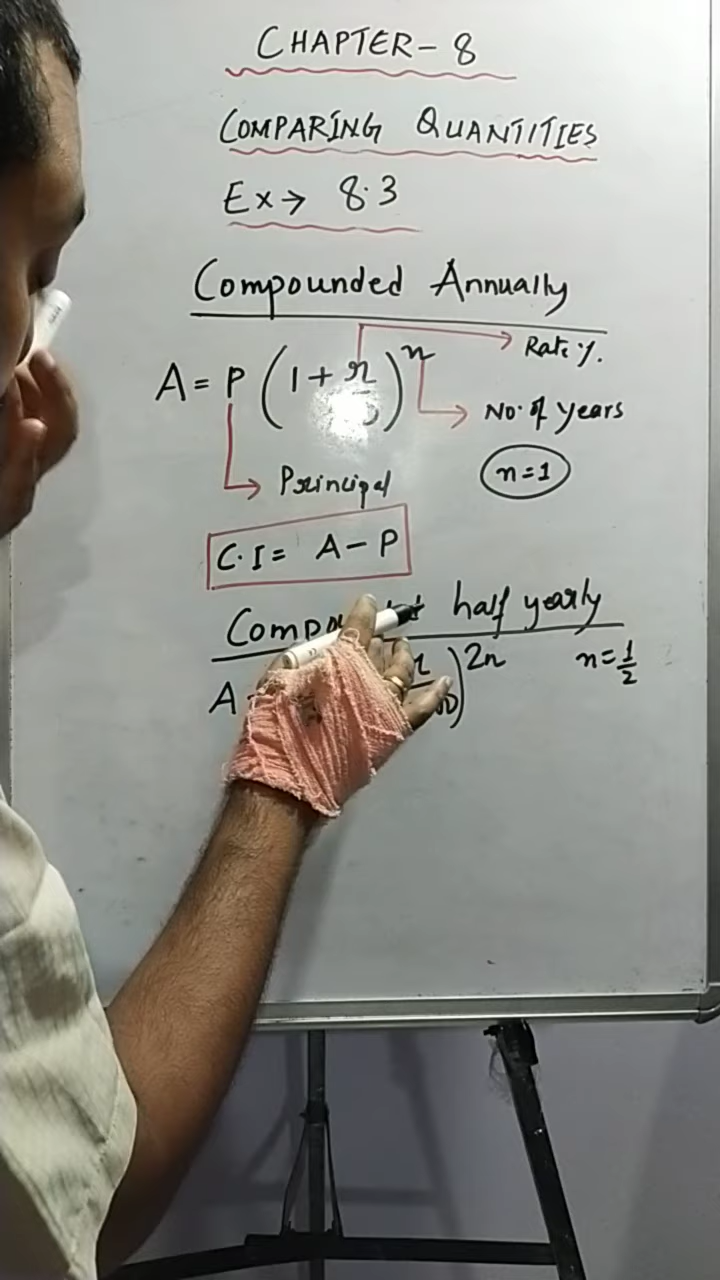 CHAPTER-8
COMPARING QUANTITIES
Ex→ 8.3
Compounded Annually
A = P (1 + r
)^n
Rate %.
No. of years
n=1
Principal
C.I = A - P
half yearly
A
)^2n
n=1/2